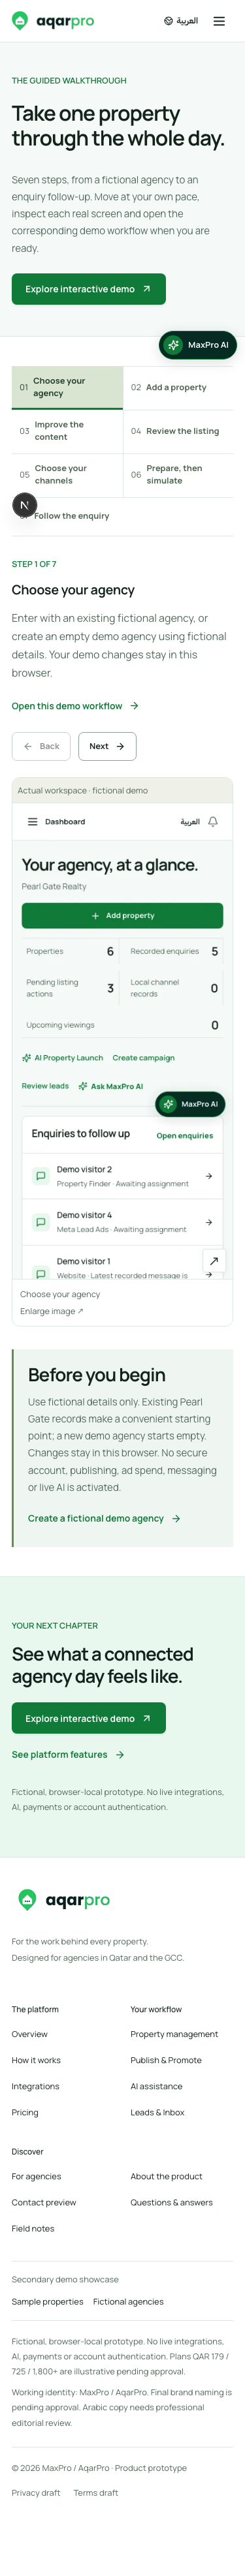 aqarpro
العربية
THE GUIDED WALKTHROUGH
Take one property
through the whole day.
Seven steps, from a fictional agency to an
enquiry follow-up. Move at your own pace,
inspect each real screen and open the
corresponding demo workflow when you are
ready.
Explore interactive demo
MaxPro AI
01 Choose your
agency
02 Add a property
03 Improve the
content
04 Review the listing
05 Choose your
channels
06 Prepare, then
simulate
N
Follow the enquiry
STEP 1 OF 7
Choose your agency
Enter with an existing fictional agency, or
create an empty demo agency using fictional
details. Your demo changes stay in this
browser.
Open this demo workflow
Back
Next
Actual workspace · fictional demo
Dashboard
العربية
Your agency, at a glance.
Pearl Gate Realty
Add property
Properties 6
Recorded enquiries 5
Pending listing
actions 3
Local channel
records 0
Upcoming viewings 0
AI Property Launch
Create campaign
Review leads
Ask MaxPro AI
MaxPro AI
Enquiries to follow up
Open enquiries
Demo visitor 2
Property Finder · Awaiting assignment
Demo visitor 4
Meta Lead Ads · Awaiting assignment
Demo visitor 1
Website · Latest recorded message is
Choose your agency
Enlarge image ↗
Before you begin
Use fictional details only. Existing Pearl
Gate records make a convenient starting
point; a new demo agency starts empty.
Changes stay in this browser. No secure
account, publishing, ad spend, messaging
or live AI is activated.
Create a fictional demo agency
YOUR NEXT CHAPTER
See what a connected
agency day feels like.
Explore interactive demo
See platform features
Fictional, browser-local prototype. No live integrations,
AI, payments or account authentication.
aqarpro
For the work behind every property.
Designed for agencies in Qatar and the GCC.
The platform
Overview
How it works
Integrations
Pricing
Your workflow
Property management
Publish & Promote
AI assistance
Leads & Inbox
Discover
For agencies
About the product
Contact preview
Questions & answers
Field notes
Secondary demo showcase
Sample properties
Fictional agencies
Fictional, browser-local prototype. No live integrations,
AI, payments or account authentication. Plans QAR 179 /
725 / 1,800+ are illustrative pending approval.
Working identity: MaxPro / AqarPro. Final brand naming is
pending approval. Arabic copy needs professional
editorial review.
© 2026 MaxPro / AqarPro · Product prototype
Privacy draft
Terms draft